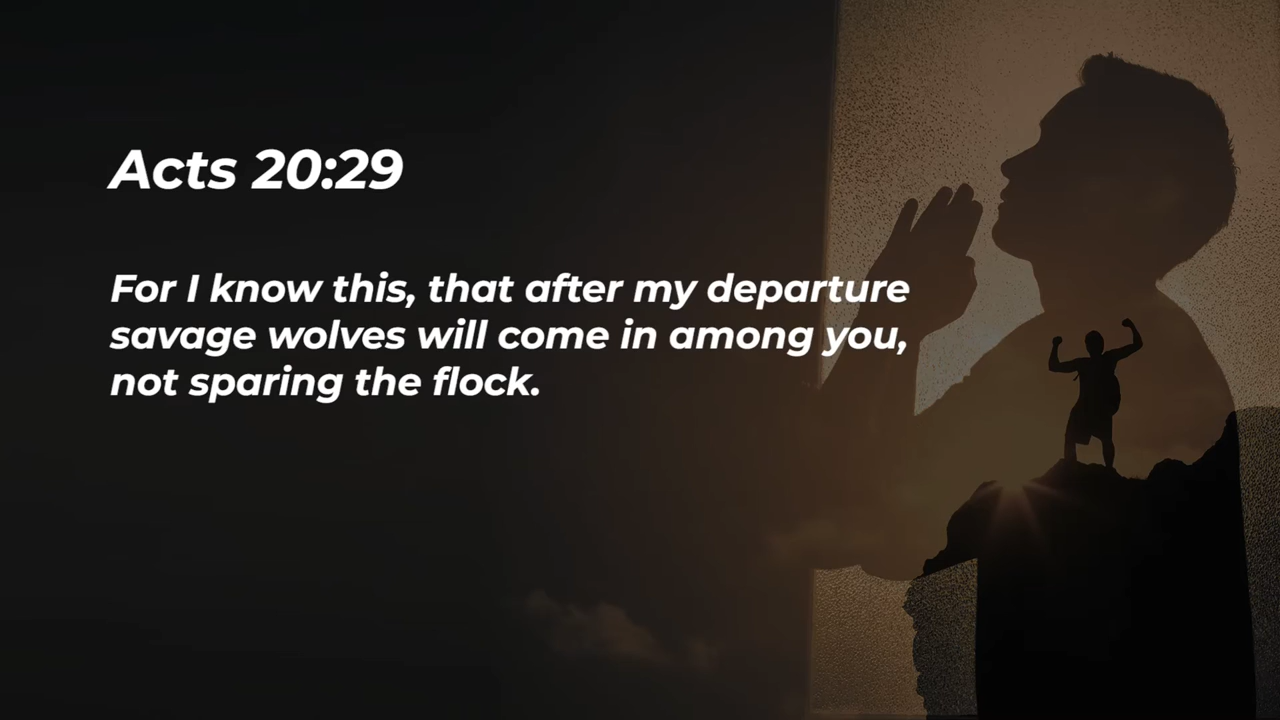 Acts 20:29
For I know this, that after my departure
savage wolves will come in among you,
not sparing the flock.